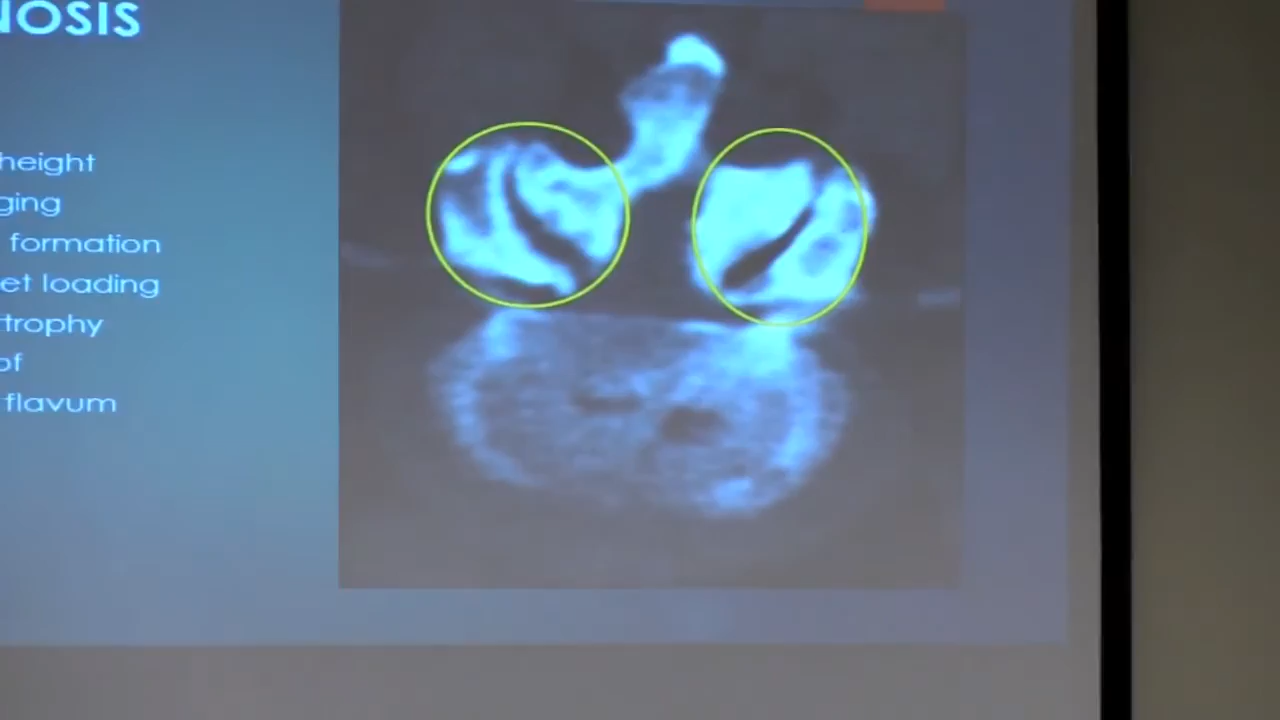 NOSIS
height
ging
formation
et loading
trophy
of
flavum